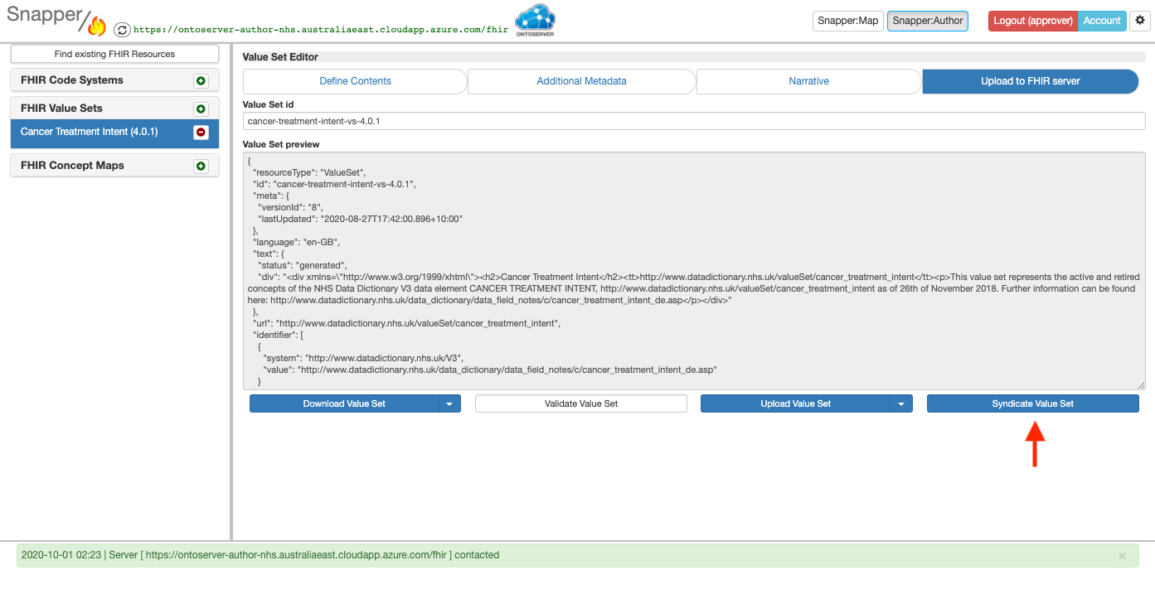 Snapper/
https://ontoserver-author-nhs.australiaeast.cloudapp.azure.com/fhir
ONTOSERVER
Snapper:Map
Snapper:Author
Logout (approver)
Account
Find existing FHIR Resources
FHIR Code Systems
FHIR Value Sets
Cancer Treatment Intent (4.0.1)
FHIR Concept Maps
Value Set Editor
Define Contents
Additional Metadata
Narrative
Upload to FHIR server
Value Set id
cancer-treatment-intent-vs-4.0.1
Value Set preview
{
"resourceType": "ValueSet",
"id": "cancer-treatment-intent-vs-4.0.1",
"meta": {
"versionId": "8",
"lastUpdated": "2020-08-27T17:42:00.896+10:00"
},
"language": "en-GB",
"text": {
"status": "generated",
"div": "<div xmlns=\"http://www.w3.org/1999/xhtml\"><h2>Cancer Treatment Intent</h2><tt>http://www.datadictionary.nhs.uk/valueSet/cancer_treatment_intent</tt><p>This value set represents the active and retired
concepts of the NHS Data Dictionary V3 data element CANCER TREATMENT INTENT, http://www.datadictionary.nhs.uk/valueSet/cancer_treatment_intent as of 26th of November 2018. Further information can be found
here: http://www.datadictionary.nhs.uk/data_dictionary/data_field_notes/c/cancer_treatment_intent_de.asp</p></div>"
},
"url": "http://www.datadictionary.nhs.uk/valueSet/cancer_treatment_intent",
"identifier": [
{
"system": "http://www.datadictionary.nhs.uk/V3",
"value": "http://www.datadictionary.nhs.uk/data_dictionary/data_field_notes/c/cancer_treatment_intent_de.asp"
}
Download Value Set
Validate Value Set
Upload Value Set
Syndicate Value Set
2020-10-01 02:23 | Server [ https://ontoserver-author-nhs.australiaeast.cloudapp.azure.com/fhir ] contacted
×